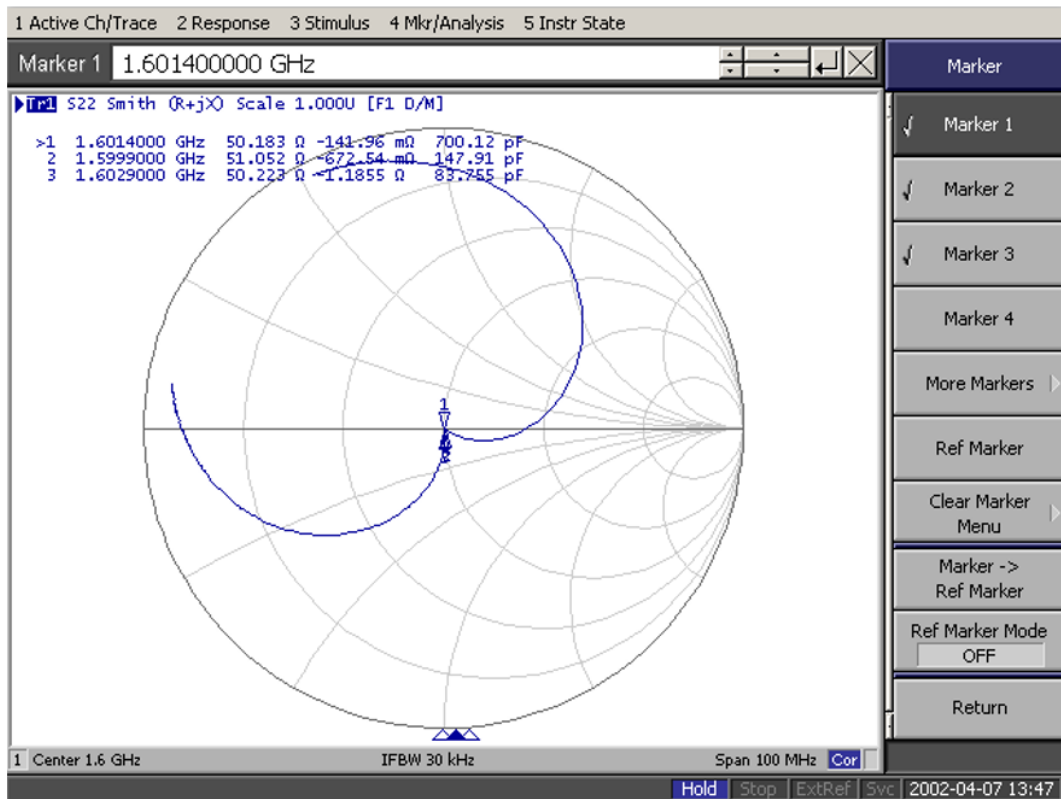 1 Active Ch/Trace 2 Response 3 Stimulus 4 Mkr/Analysis 5 Instr State
Marker 1 1.601400000 GHz
Marker
Tr1 S22 Smith (R+jX) Scale 1.000U [F1 D/M]
>1 1.6014000 GHz 50.183 Ω -141.96 mΩ 700.12 pF
2 1.5999000 GHz 51.052 Ω -672.54 mΩ 147.91 pF
3 1.6029000 GHz 50.223 Ω -1.1855 Ω 83.755 pF
1
Marker 1
Marker 2
Marker 3
Marker 4
More Markers
Ref Marker
Clear Marker
Menu
Marker ->
Ref Marker
Ref Marker Mode
OFF
Return
1 Center 1.6 GHz IFBW 30 kHz Span 100 MHz Cor
Hold Stop ExtRef Svc 2002-04-07 13:47